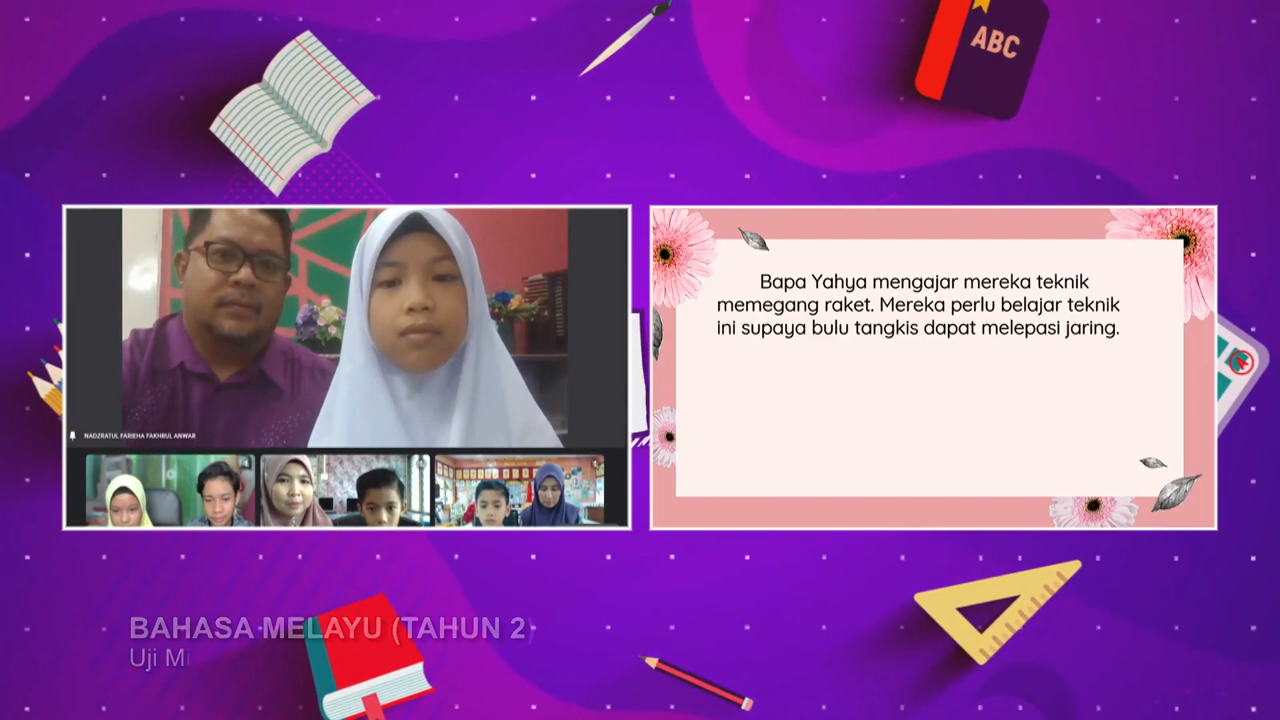 ABC
NADZRATUL FARIEHA FAKHRUL ANWAR
Bapa Yahya mengajar mereka teknik
memegang raket. Mereka perlu belajar teknik
ini supaya bulu tangkis dapat melepasi jaring.
A
BAHASA MELAYU (TAHUN 2)
Uji Mi